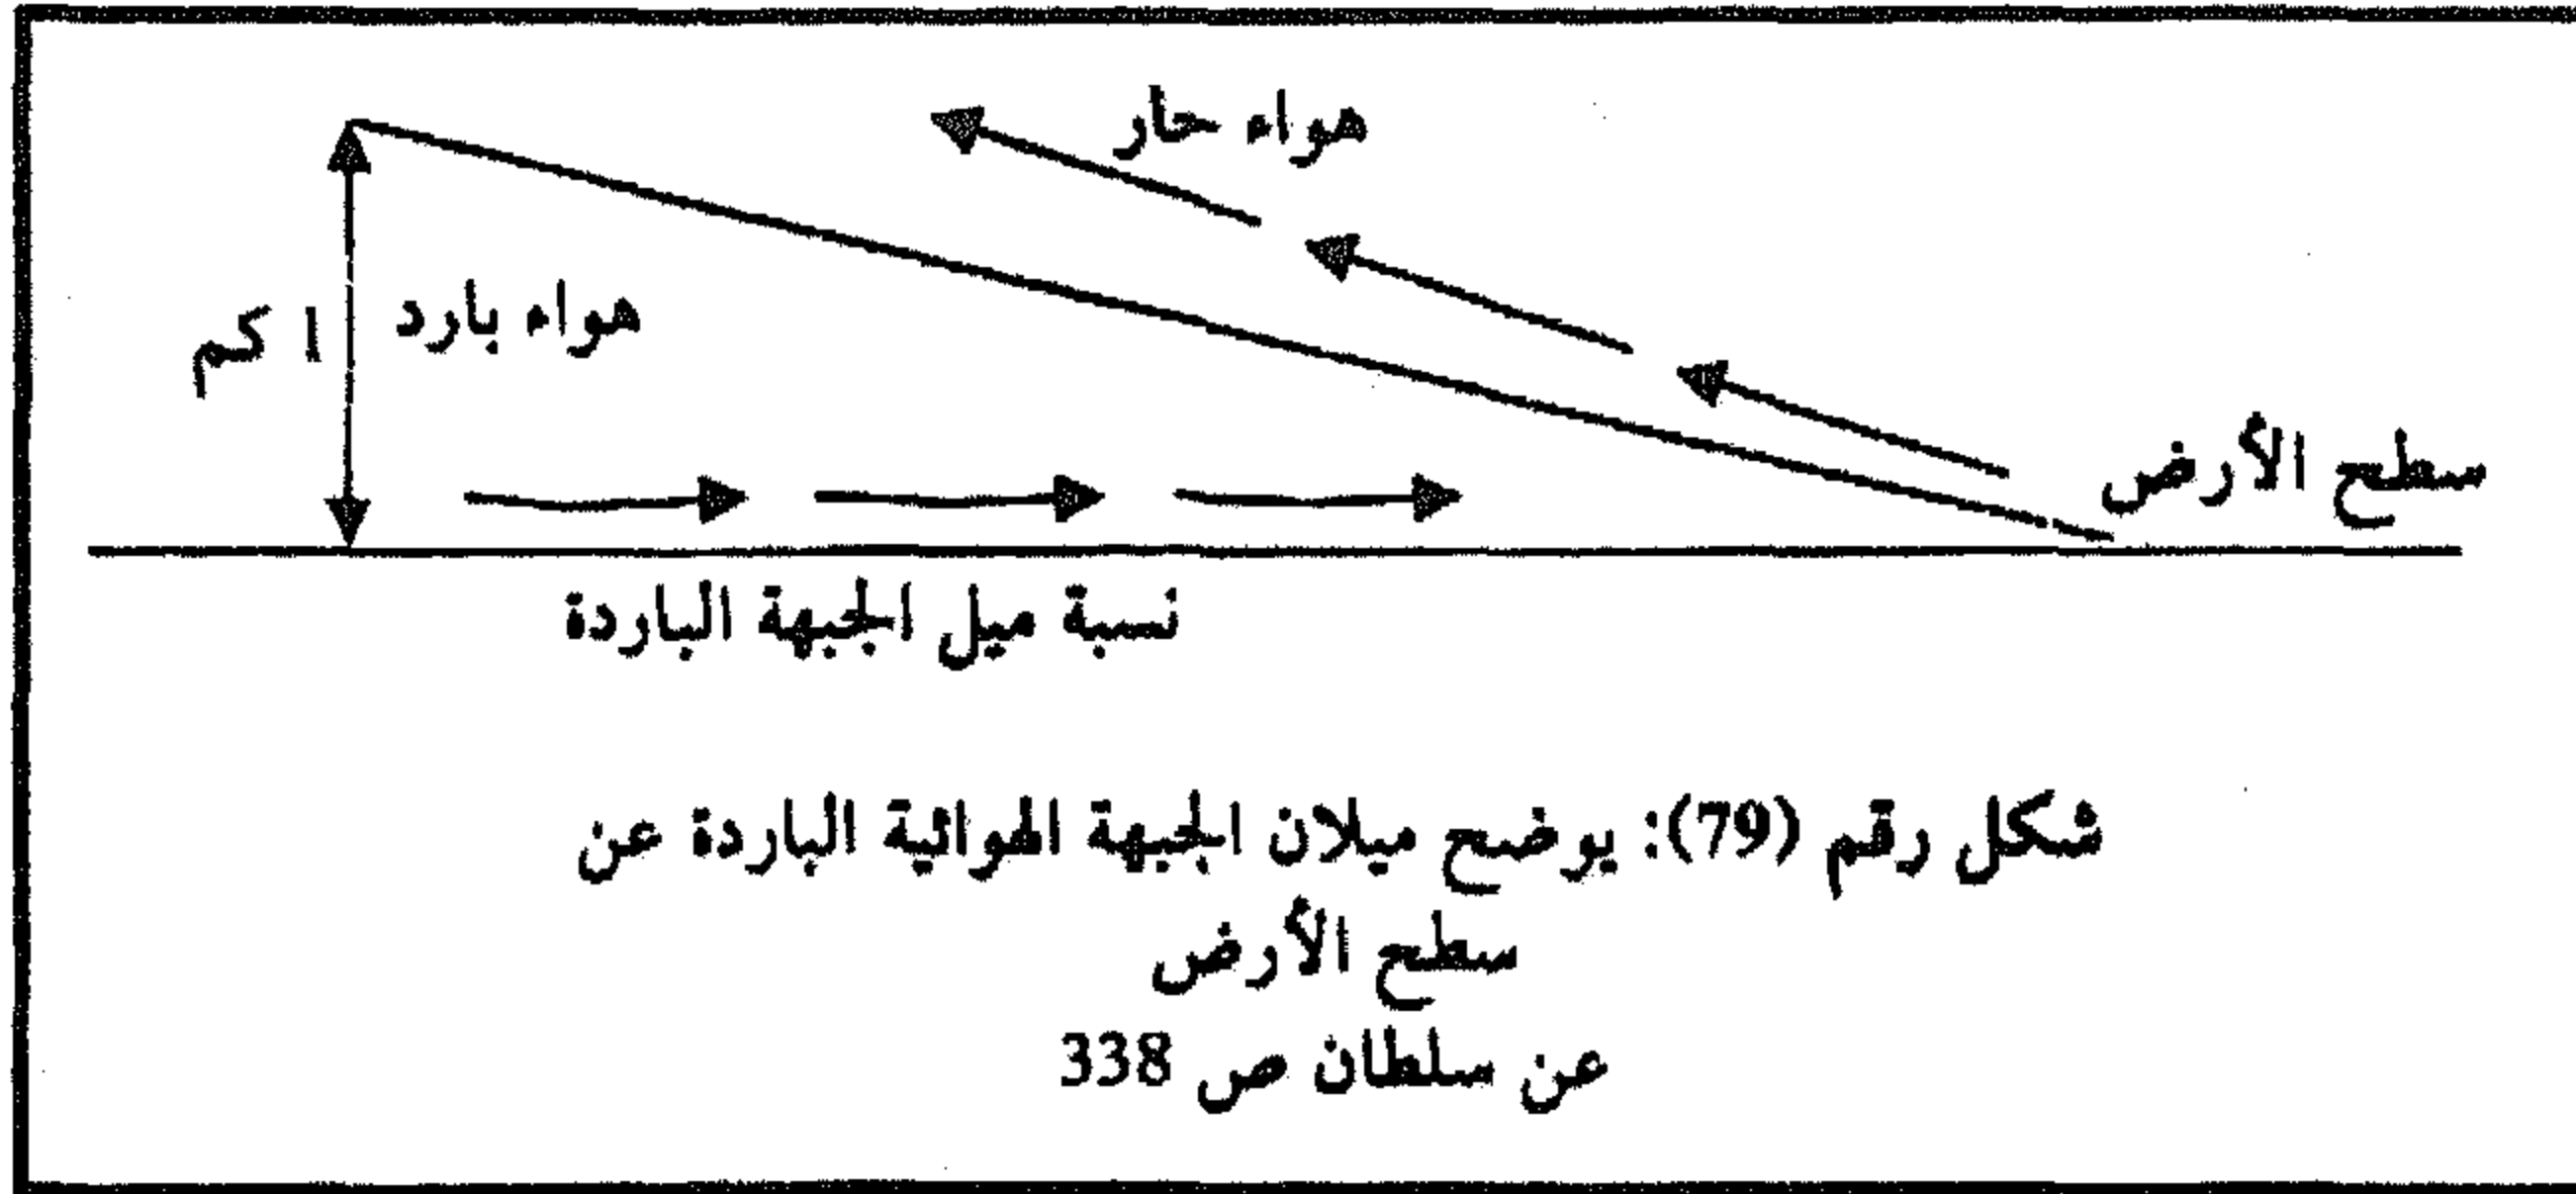 هواء حار
هواء بارد
1 كم
سطح الأرض
نسبة ميل الجبهة الباردة
شكل رقم (79): يوضح ميلان الجبهة الهوائية الباردة عن
سطح الأرض
عن سلطان ص 338